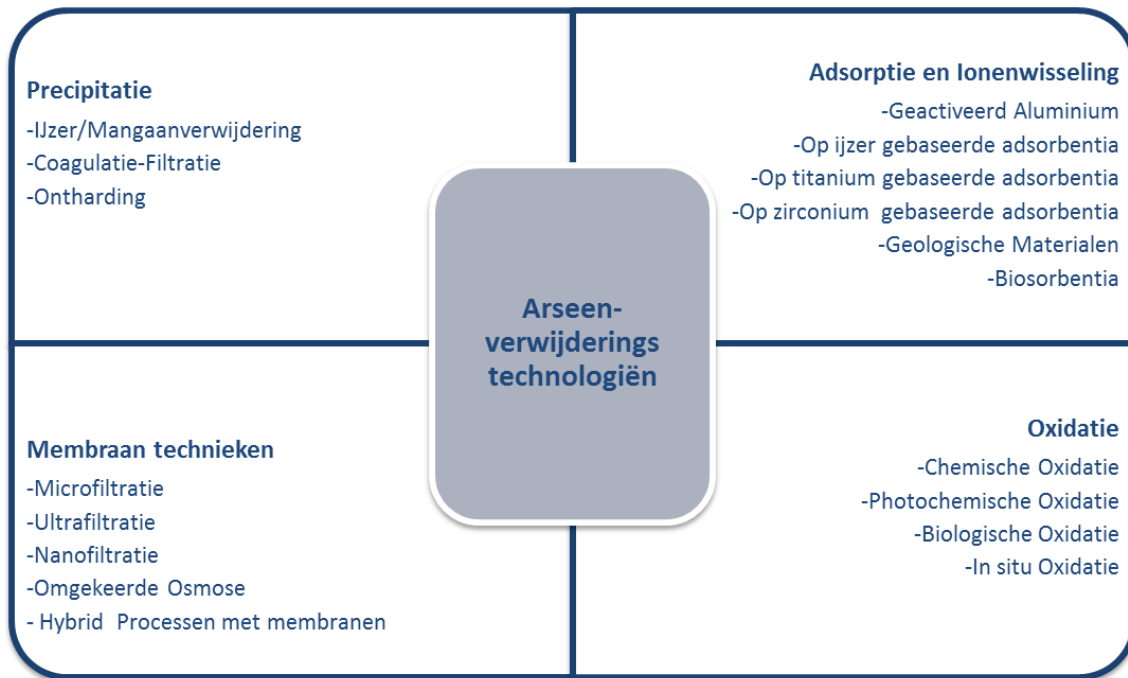 Precipitatie
-IJzer/Mangaanverwijdering
-Coagulatie-Filtratie
-Ontharding
Adsorptie en Ionenwisseling
-Geactiveerd Aluminium
-Op ijzer gebaseerde adsorbentia
-Op titanium gebaseerde adsorbentia
-Op zirconium  gebaseerde adsorbentia
-Geologische Materialen
-Biosorbentia
Arseen-
verwijderings
technologiën
Membraan technieken
-Microfiltratie
-Ultrafiltratie
-Nanofiltratie
-Omgekeerde Osmose
- Hybrid  Processen met membranen
Oxidatie
-Chemische Oxidatie
-Photochemische Oxidatie
-Biologische Oxidatie
-In situ Oxidatie